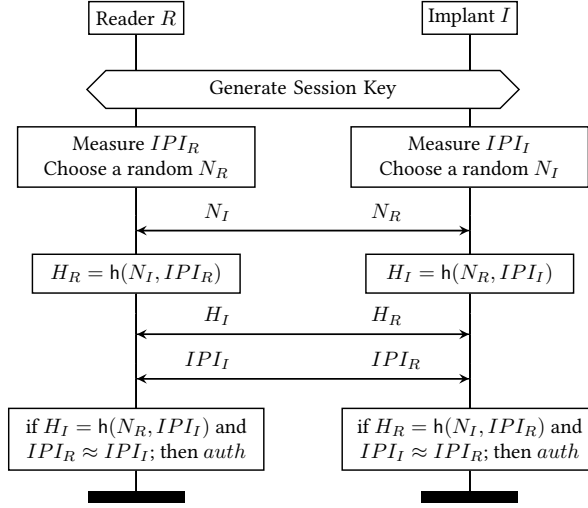 Reader R
Implant I
Generate Session Key
Measure IPI_R
Choose a random N_R
Measure IPI_I
Choose a random N_I
N_I N_R
H_R = h(N_I, IPI_R)
H_I = h(N_R, IPI_I)
H_I H_R
IPI_I IPI_R
if H_I = h(N_R, IPI_I) and
IPI_R ≈ IPI_I; then auth
if H_R = h(N_I, IPI_R) and
IPI_I ≈ IPI_R; then auth